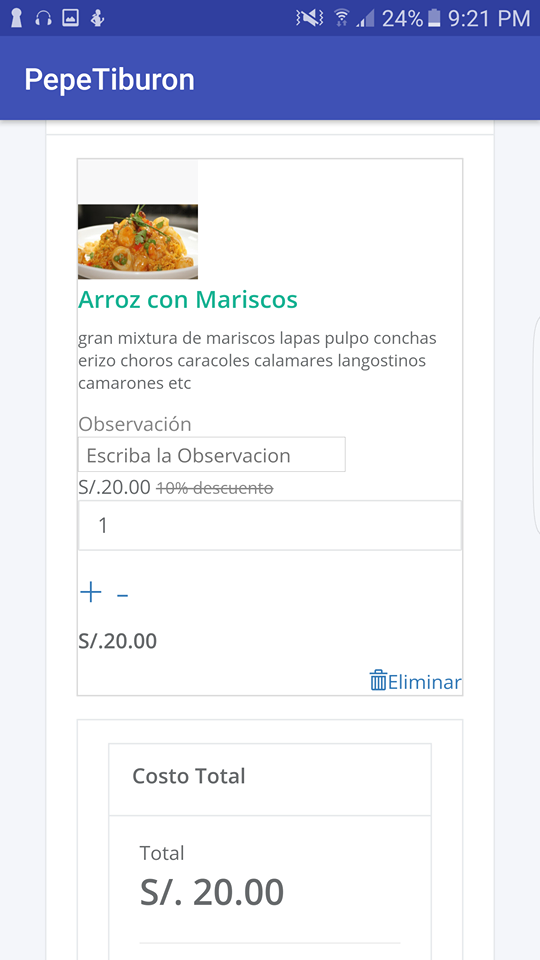 24% 9:21 PM
PepeTiburon
Arroz con Mariscos
gran mixtura de mariscos lapas pulpo conchas
erizo choros caracoles calamares langostinos
camarones etc
Observación
Escriba la Observacion
S/.20.00 10% descuento
1
+ -
S/.20.00
Eliminar
Costo Total
Total
S/. 20.00